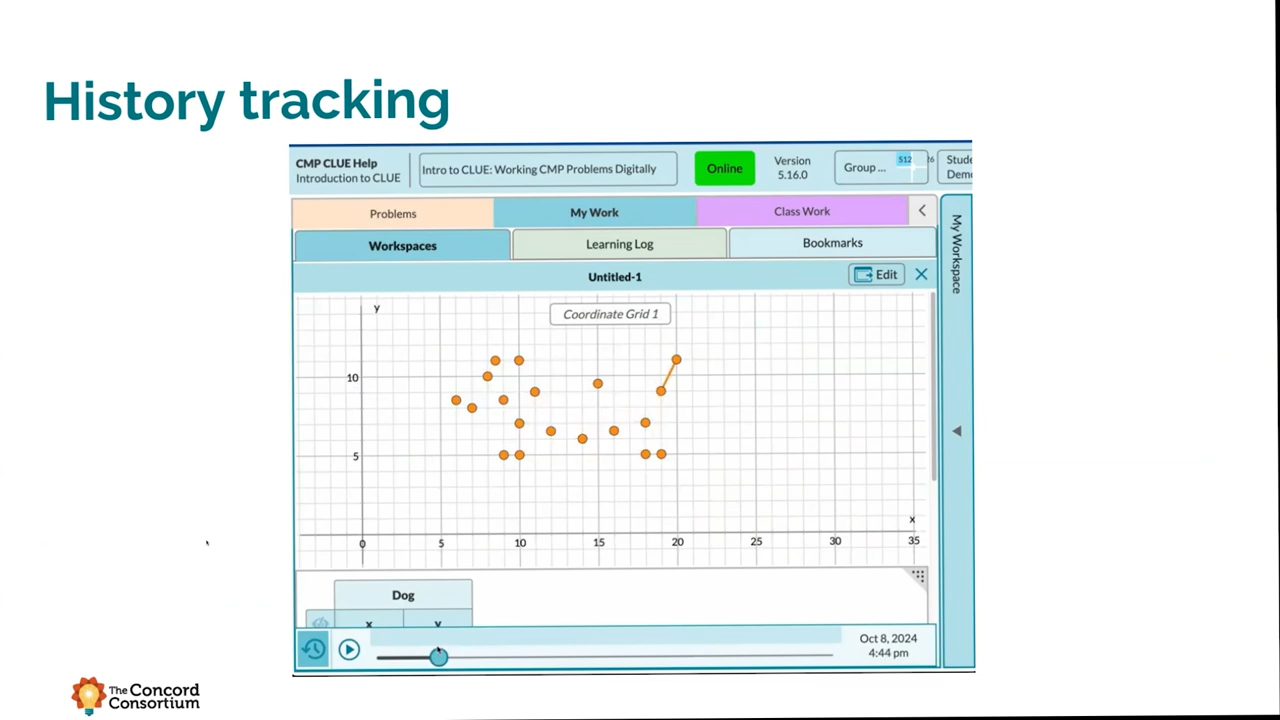 History tracking
CMP CLUE Help
Introduction to CLUE
Intro to CLUE: Working CMP Problems Digitally
Online
Version
5.16.0
Group ...
S12
Stude
Demo
Problems
My Work
Class Work
Workspaces
Learning Log
Bookmarks
My Workspace
Untitled-1
Edit
y
Coordinate Grid 1
10
5
x
0 5 10 15 20 25 30 35
Dog
x y
Oct 8, 2024
4:44 pm
The Concord
Consortium